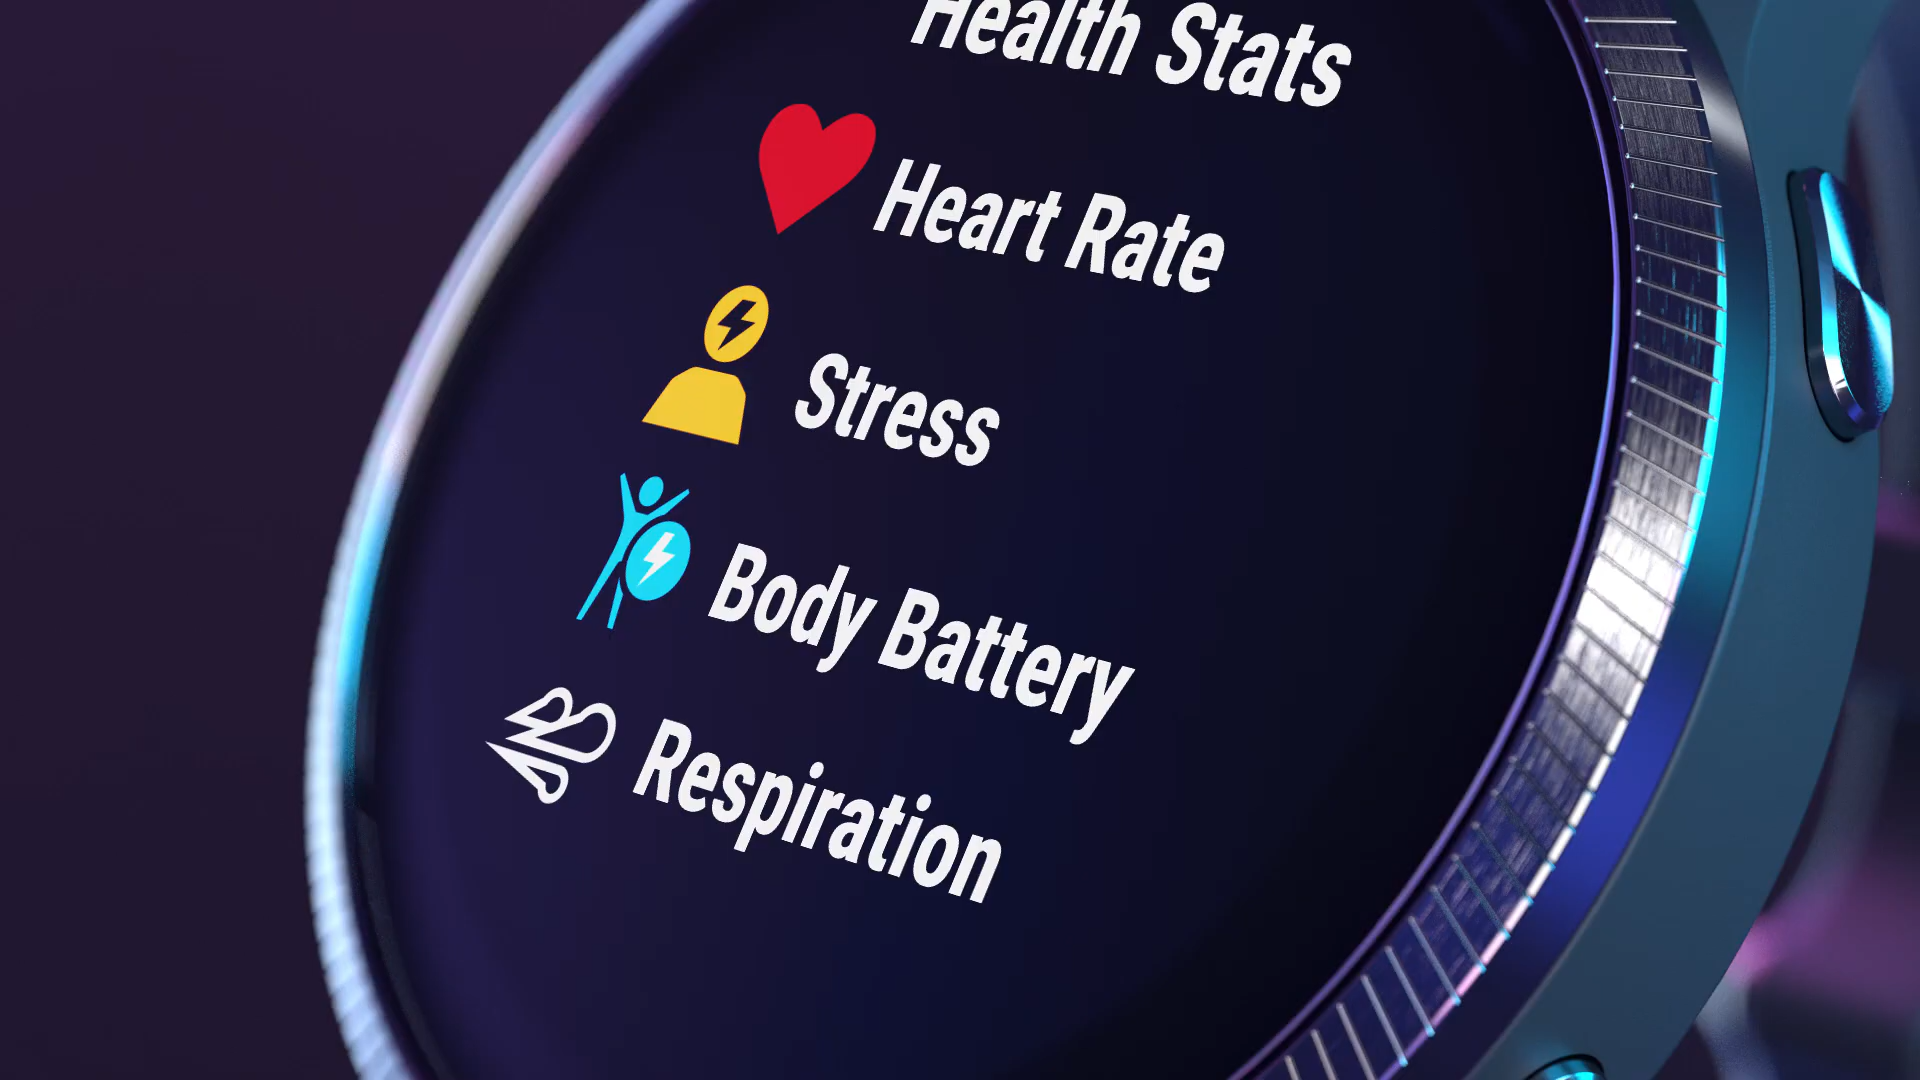 Health Stats
Heart Rate
Stress
Body Battery
Respiration